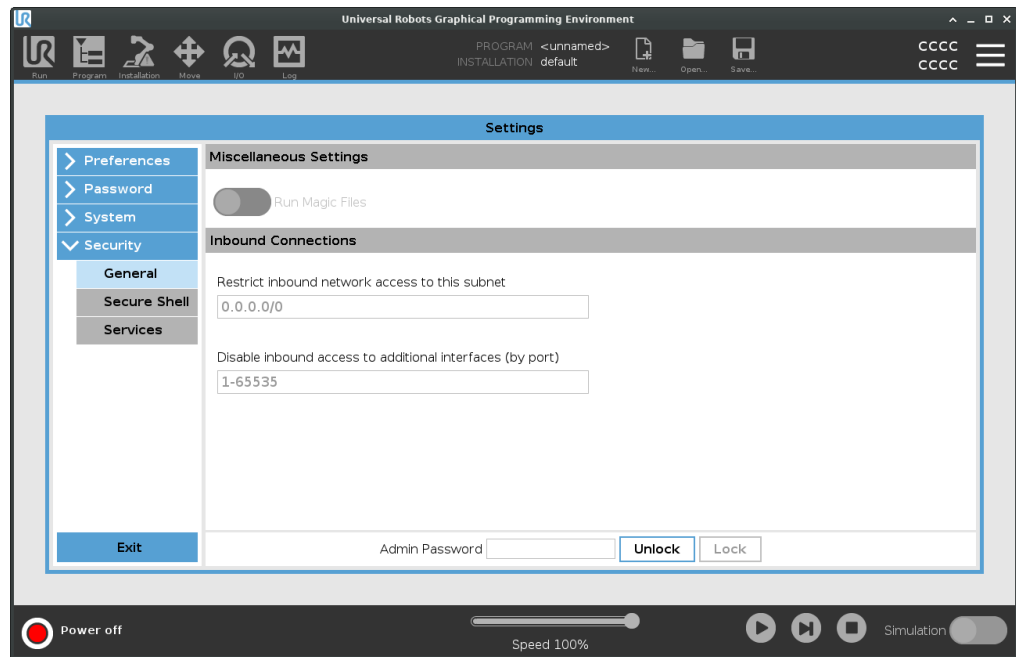 UR
Universal Robots Graphical Programming Environment
UR
Run
Program
Installation
Move
I/O
Log
PROGRAM <unnamed>
INSTALLATION default
New...
Open...
Save...
CCCC
CCCC
Settings
Preferences
Password
System
Security
General
Secure Shell
Services
Exit
Miscellaneous Settings
Run Magic Files
Inbound Connections
Restrict inbound network access to this subnet
0.0.0.0/0
Disable inbound access to additional interfaces (by port)
1-65535
Admin Password
Unlock
Lock
Power off
Speed 100%
Simulation